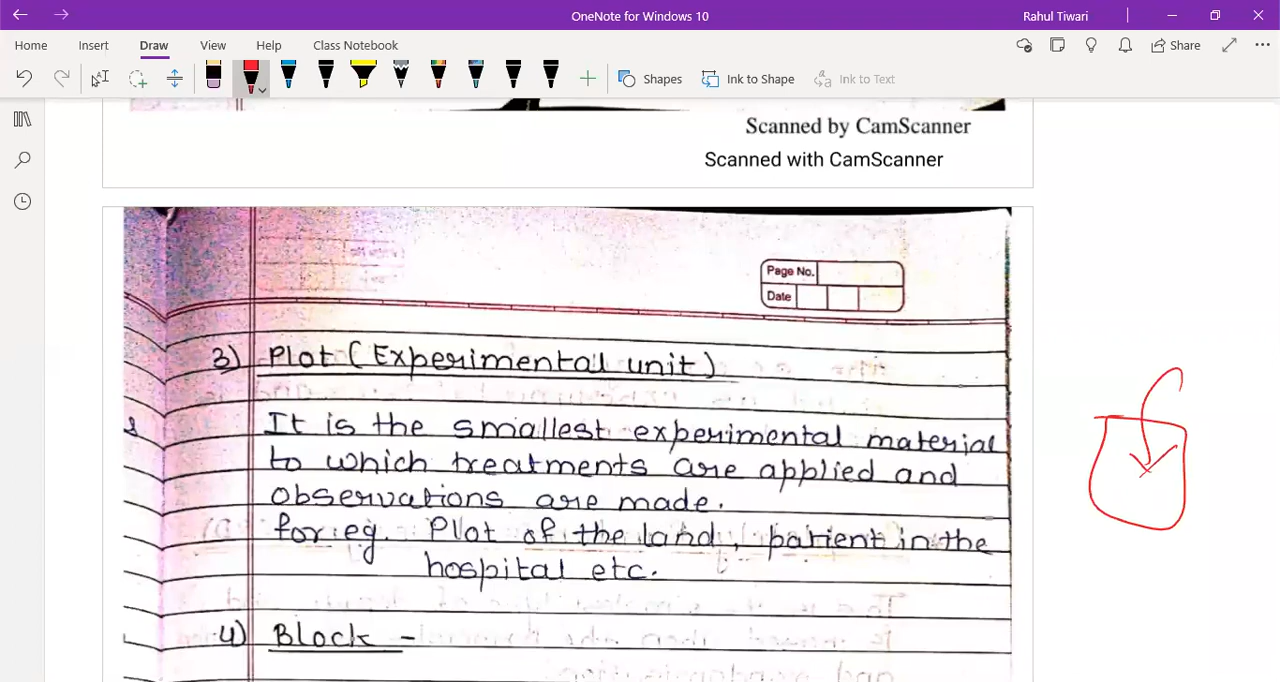 OneNote for Windows 10
Rahul Tiwari
Home Insert Draw View Help Class Notebook
Share
Shapes Ink to Shape Ink to Text
Scanned by CamScanner
Scanned with CamScanner
Page No.
Date
3) Plot (Experimental unit)
It is the smallest experimental material
to which treatments are applied and
observations are made.
for eg. Plot of the land, patient in the
hospital etc.
4) Block -